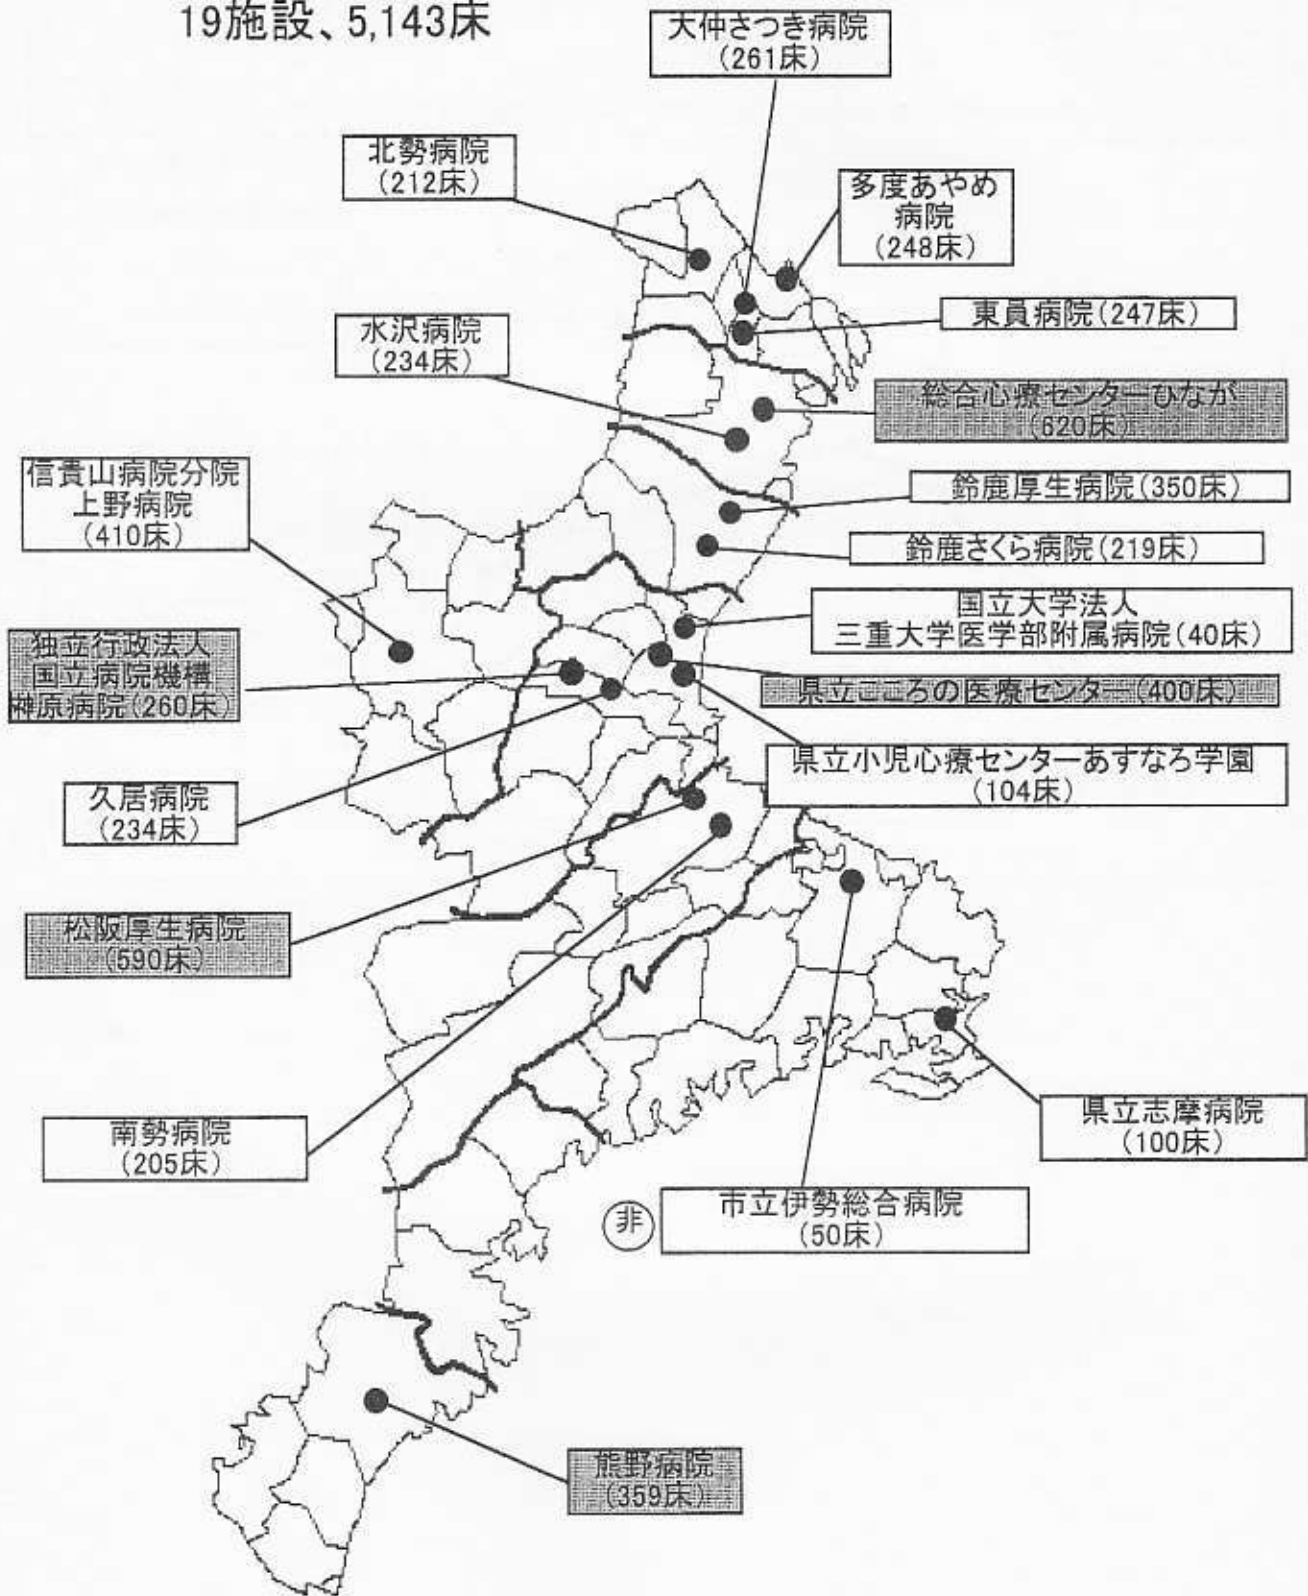 19施設、5,143床
大仲さつき病院
(261床)
北勢病院
(212床)
多度あやめ
病院
(248床)
東員病院(247床)
水沢病院
(234床)
総合心療センターひなが
(620床)
信貴山病院分院
上野病院
(410床)
鈴鹿厚生病院(350床)
鈴鹿さくら病院(219床)
国立大学法人
三重大学医学部附属病院(40床)
独立行政法人
国立病院機構
榊原病院(260床)
県立こころの医療センター(400床)
県立小児心療センターあすなろ学園
(104床)
久居病院
(234床)
松阪厚生病院
(590床)
南勢病院
(205床)
県立志摩病院
(100床)
非
市立伊勢総合病院
(50床)
熊野病院
(359床)